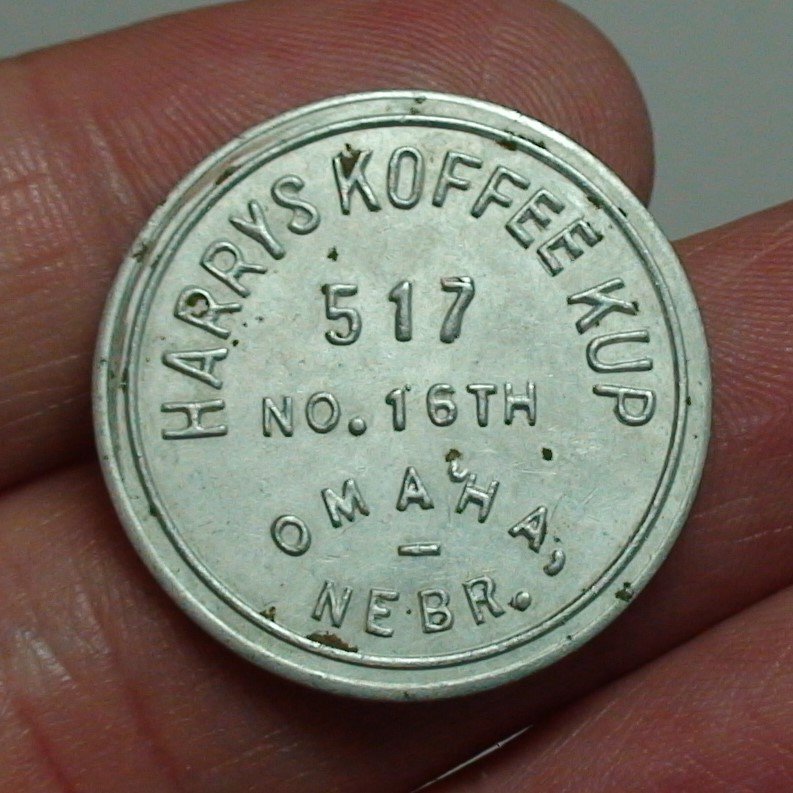 HARRYS KOFFEE KUP
517
NO. 16TH
OMAHA,
NEBR.